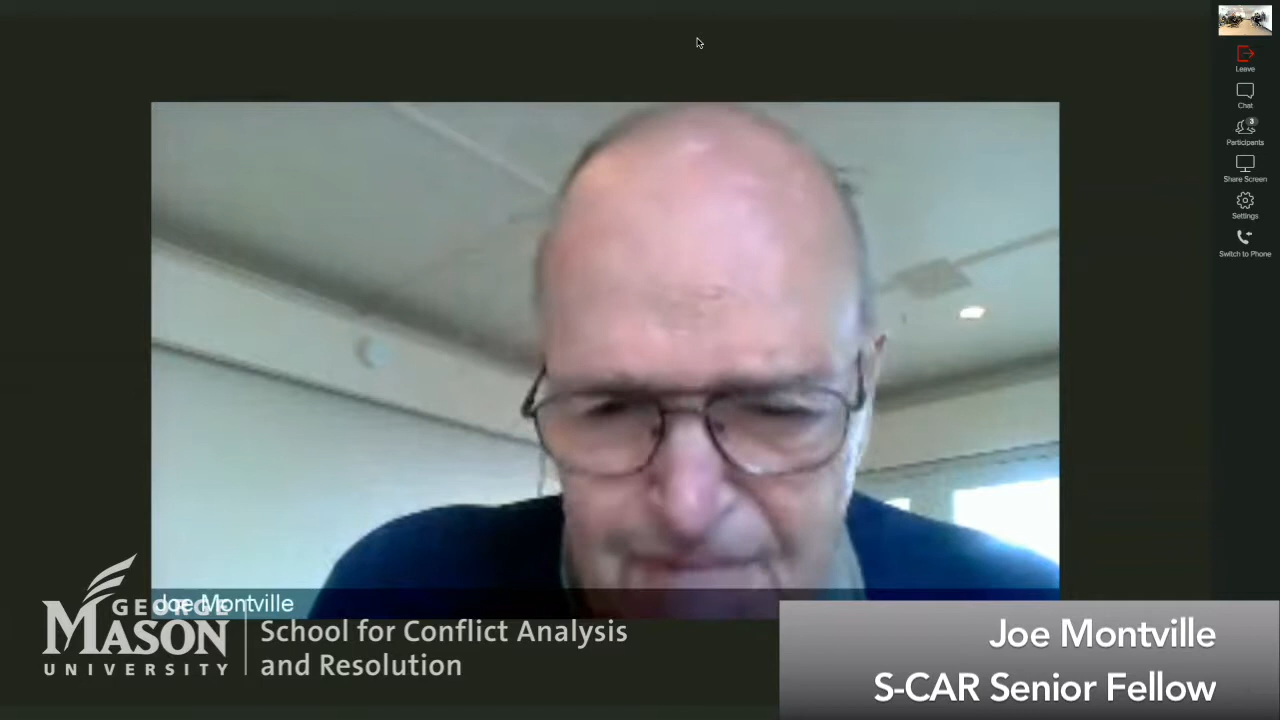 Leave
Chat
3
Participants
Share Screen
Settings
Switch to Phone
Joe Montville
GEORGE
MASON
UNIVERSITY
School for Conflict Analysis
and Resolution
Joe Montville
S-CAR Senior Fellow